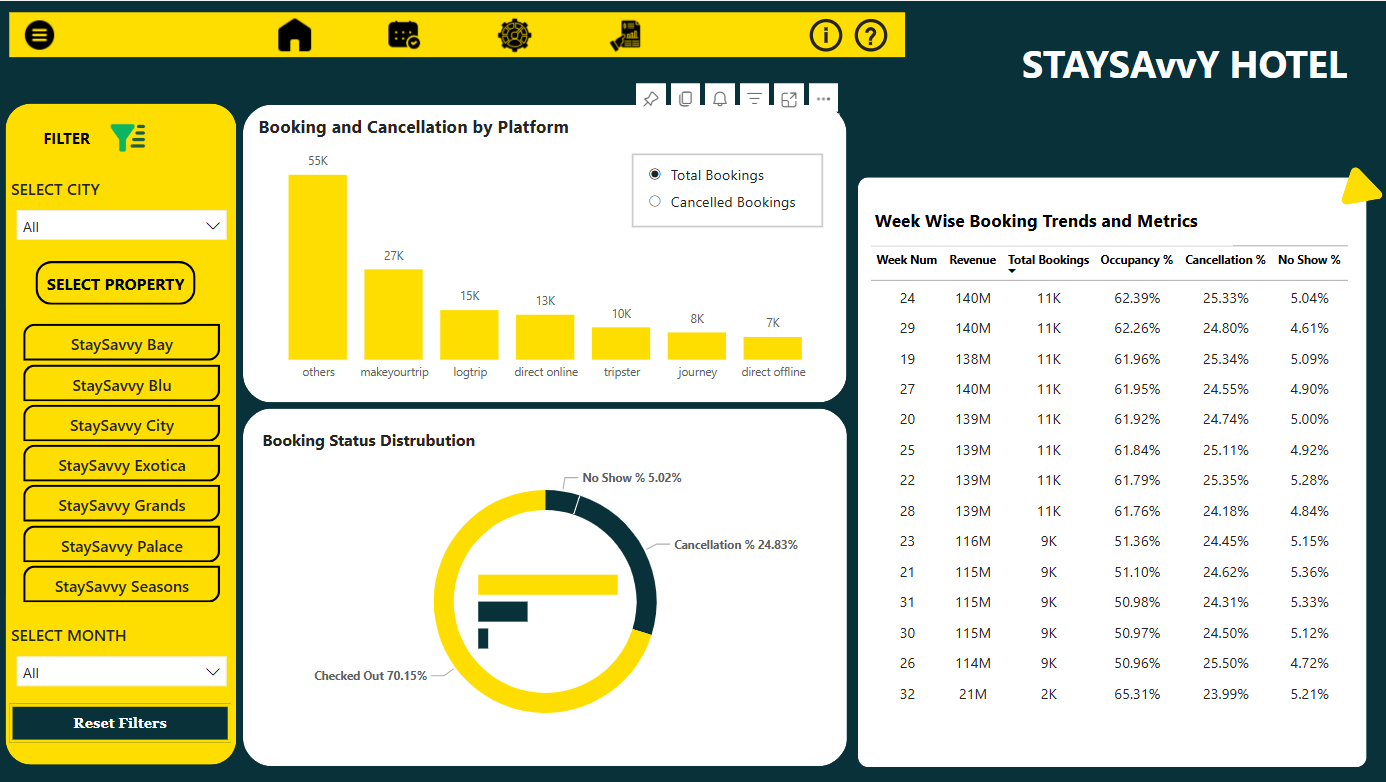 STAYSAvvY HOTEL
FILTER
SELECT CITY
All
SELECT PROPERTY
StaySavvy Bay
StaySavvy Blu
StaySavvy City
StaySavvy Exotica
StaySavvy Grands
StaySavvy Palace
StaySavvy Seasons
SELECT MONTH
All
Reset Filters
Booking and Cancellation by Platform
Total Bookings
Cancelled Bookings
55K
27K
15K
13K
10K
8K
7K
others makeyourtrip logtrip direct online tripster journey direct offline
Booking Status Distrubution
No Show % 5.02%
Cancellation % 24.83%
Checked Out 70.15%
Week Wise Booking Trends and Metrics
Week Num Revenue Total Bookings Occupancy % Cancellation % No Show %
24 140M 11K 62.39% 25.33% 5.04%
29 140M 11K 62.26% 24.80% 4.61%
19 138M 11K 61.96% 25.34% 5.09%
27 140M 11K 61.95% 24.55% 4.90%
20 139M 11K 61.92% 24.74% 5.00%
25 139M 11K 61.84% 25.11% 4.92%
22 139M 11K 61.79% 25.35% 5.28%
28 139M 11K 61.76% 24.18% 4.84%
23 116M 9K 51.36% 24.45% 5.15%
21 115M 9K 51.10% 24.62% 5.36%
31 115M 9K 50.98% 24.31% 5.33%
30 115M 9K 50.97% 24.50% 5.12%
26 114M 9K 50.96% 25.50% 4.72%
32 21M 2K 65.31% 23.99% 5.21%